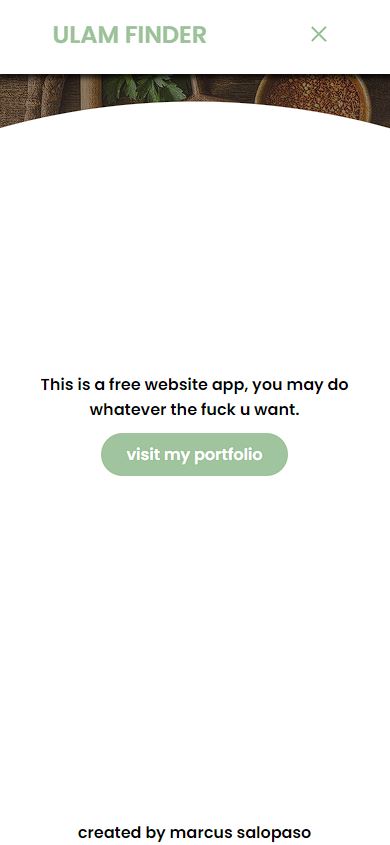 ULAM FINDER
This is a free website app, you may do
whatever the fuck u want.
visit my portfolio
created by marcus salopaso